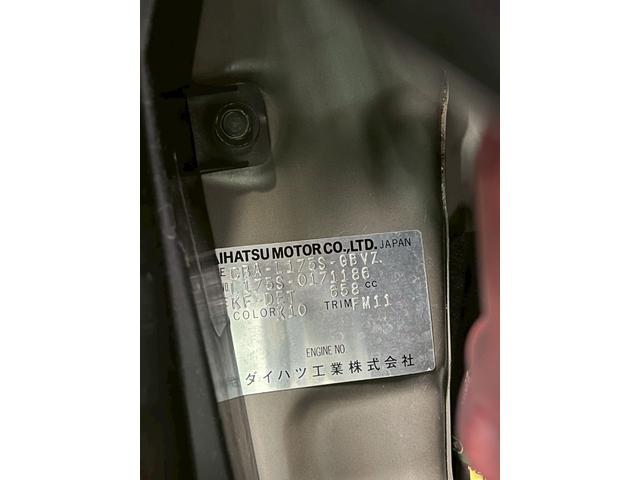 AIHATSU MOTOR CO.,LTD. JAPAN
E CBA-L175S-GBVZ
L175S-0171186
KF-DET 658 CC
COLOR X10 TRIM FM11
ENGINE NO
ダイハツ工業株式会社